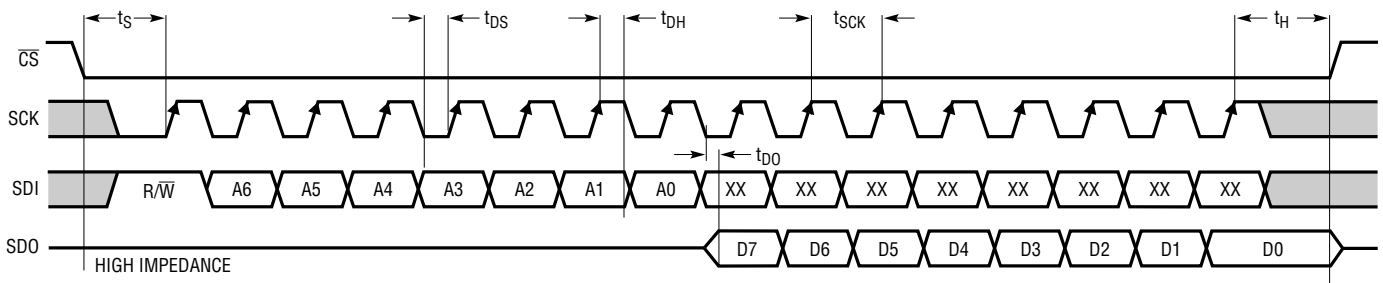 tS tDS tDH tSCK tH
CS
SCK
tDO
SDI R/W A6 A5 A4 A3 A2 A1 A0 XX XX XX XX XX XX XX XX
SDO D7 D6 D5 D4 D3 D2 D1 D0
HIGH IMPEDANCE